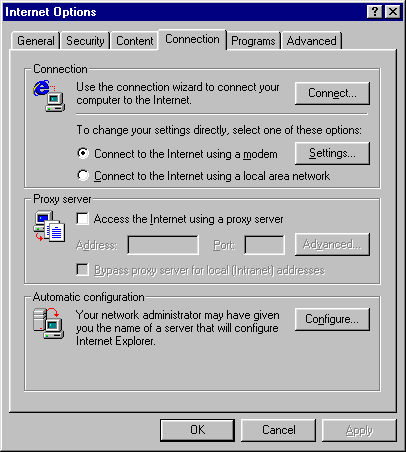 Internet Options
General Security Content Connection Programs Advanced
Connection
Use the connection wizard to connect your
computer to the Internet.
Connect...
To change your settings directly, select one of these options:
Connect to the Internet using a modem
Settings...
Connect to the Internet using a local area network
Proxy server
Access the Internet using a proxy server
Address: Port: Advanced...
Bypass proxy server for local (Intranet) addresses
Automatic configuration
Your network administrator may have given
you the name of a server that will configure
Internet Explorer.
Configure...
OK Cancel Apply